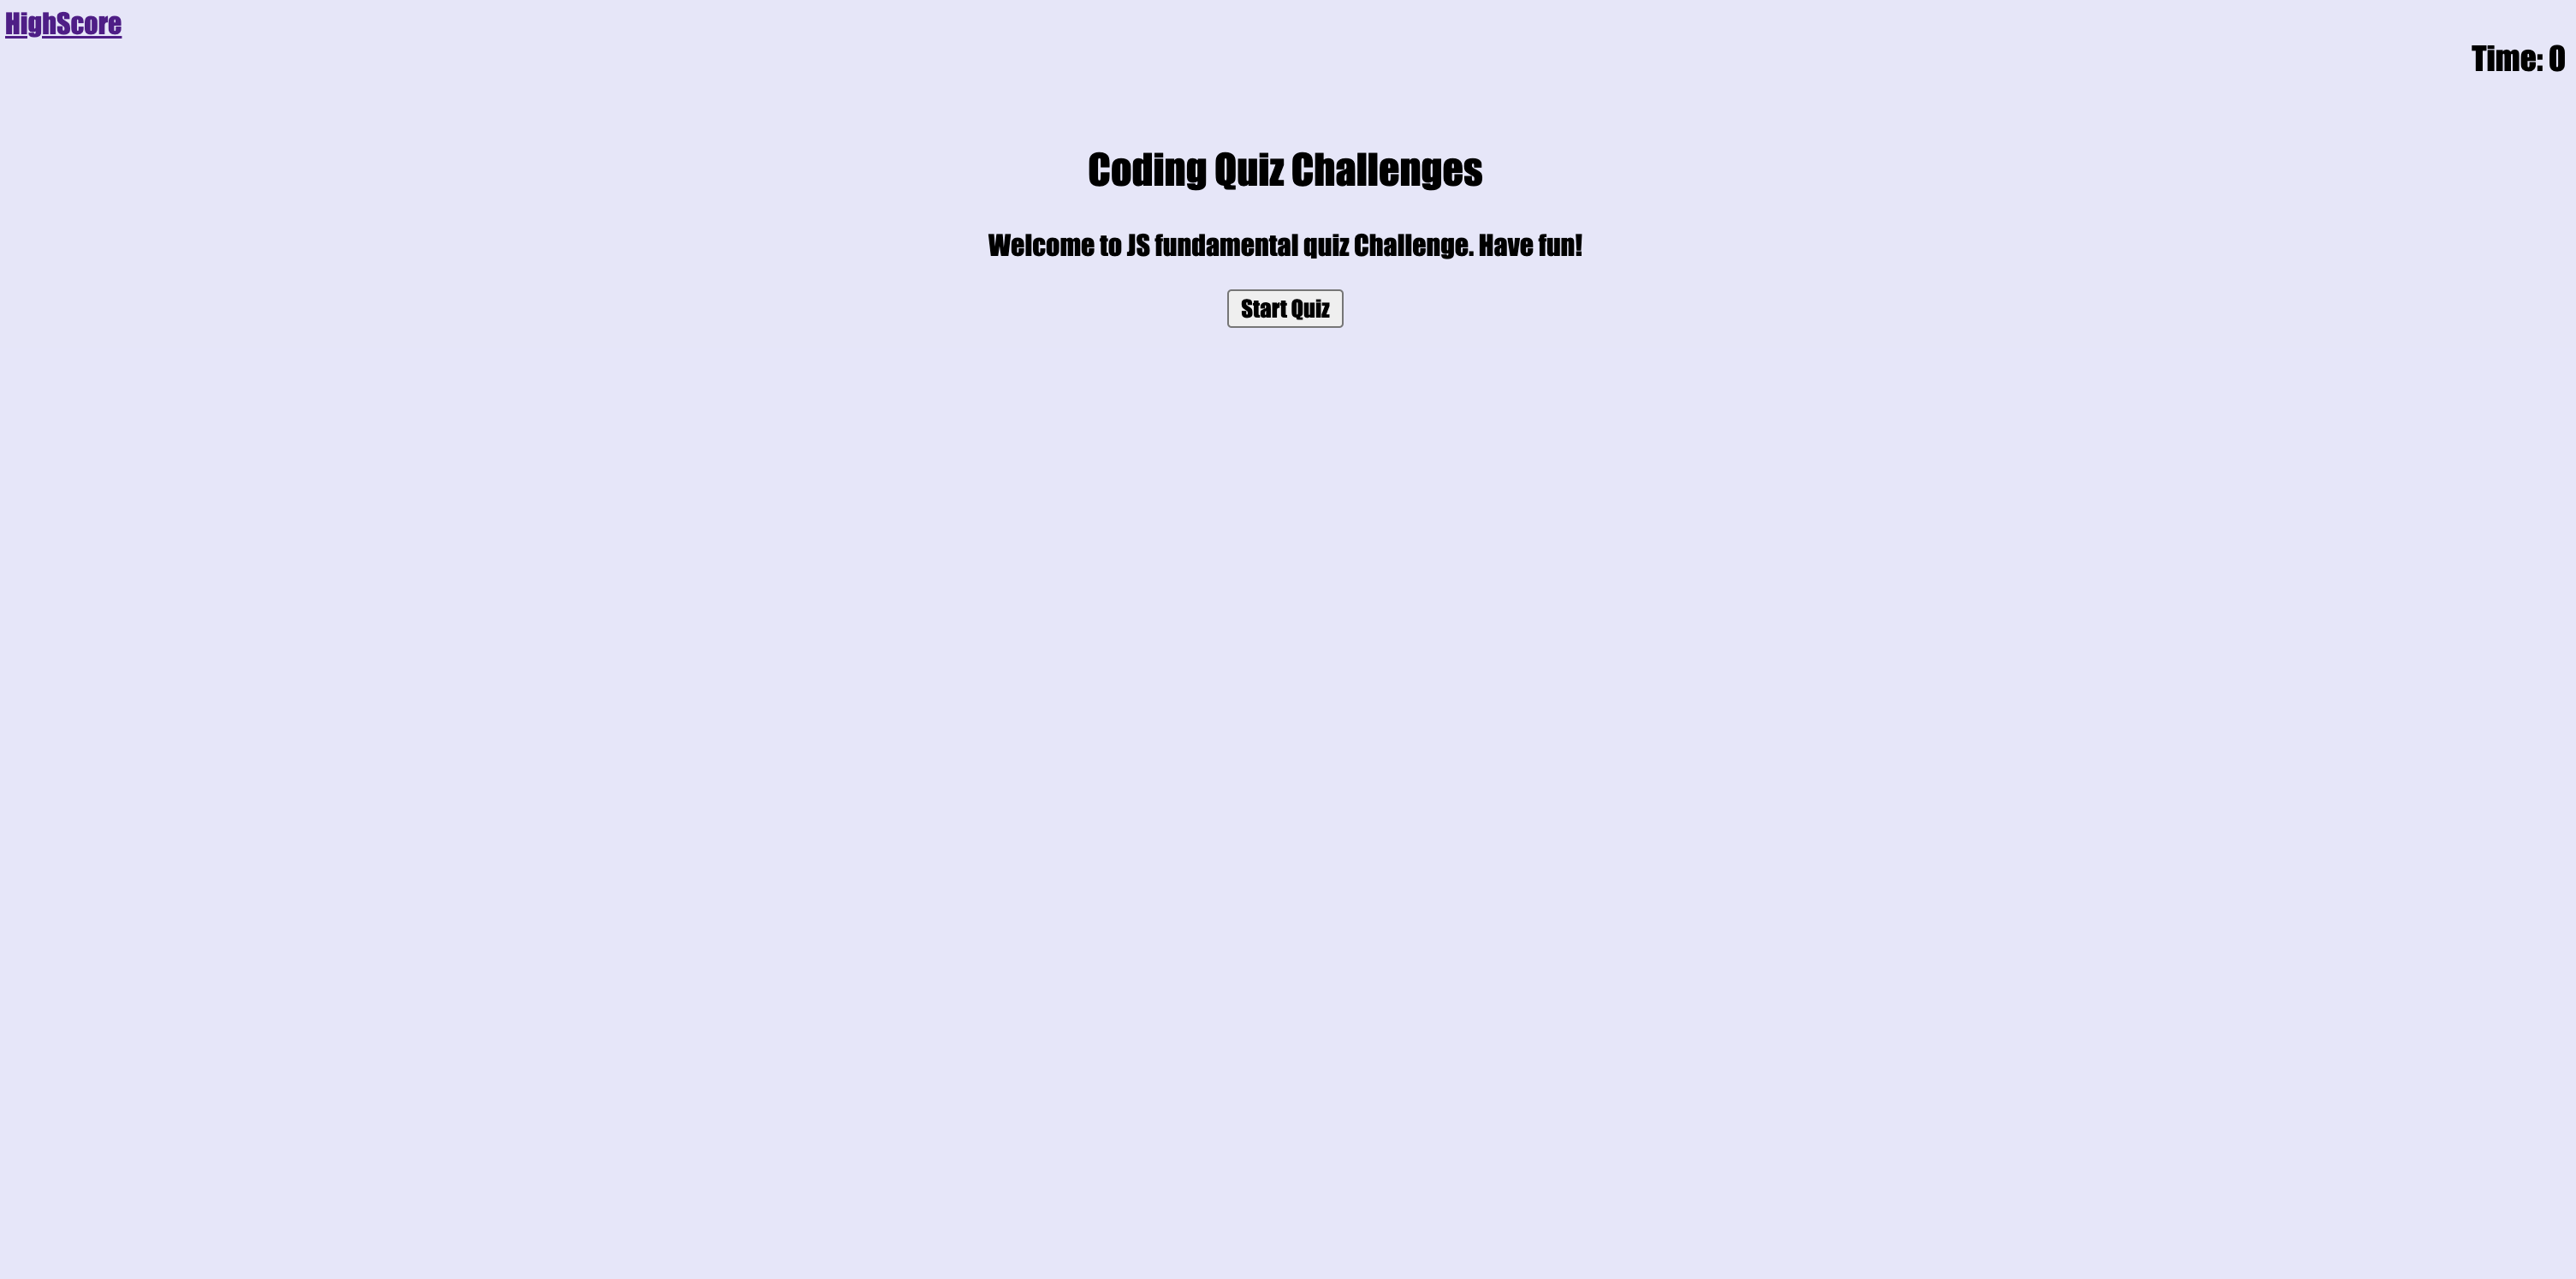 HighScore
Time: 0
Coding Quiz Challenges
Welcome to JS fundamental quiz Challenge. Have fun!
Start Quiz